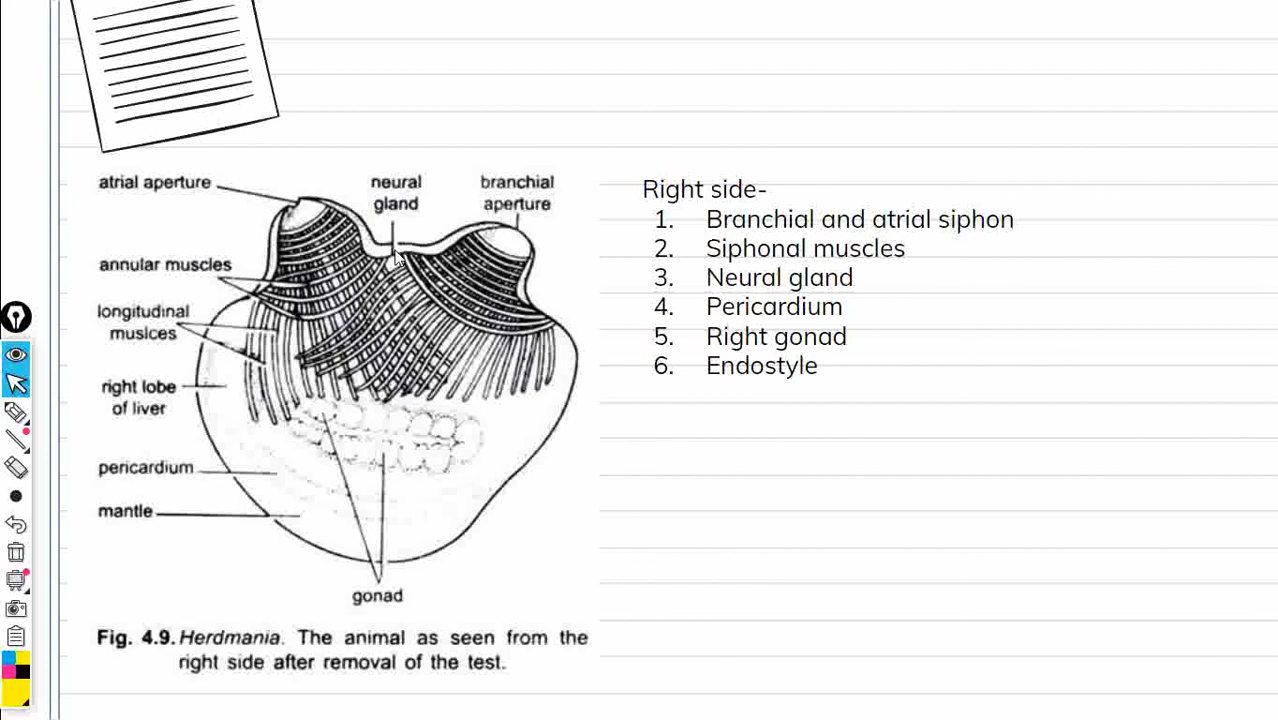 atrial aperture
neural
gland
branchial
aperture
annular muscles
longitudinal
muslces
right lobe
of liver
pericardium
mantle
gonad
Fig. 4.9. Herdmania. The animal as seen from the
right side after removal of the test.
Right side-
1. Branchial and atrial siphon
2. Siphonal muscles
3. Neural gland
4. Pericardium
5. Right gonad
6. Endostyle